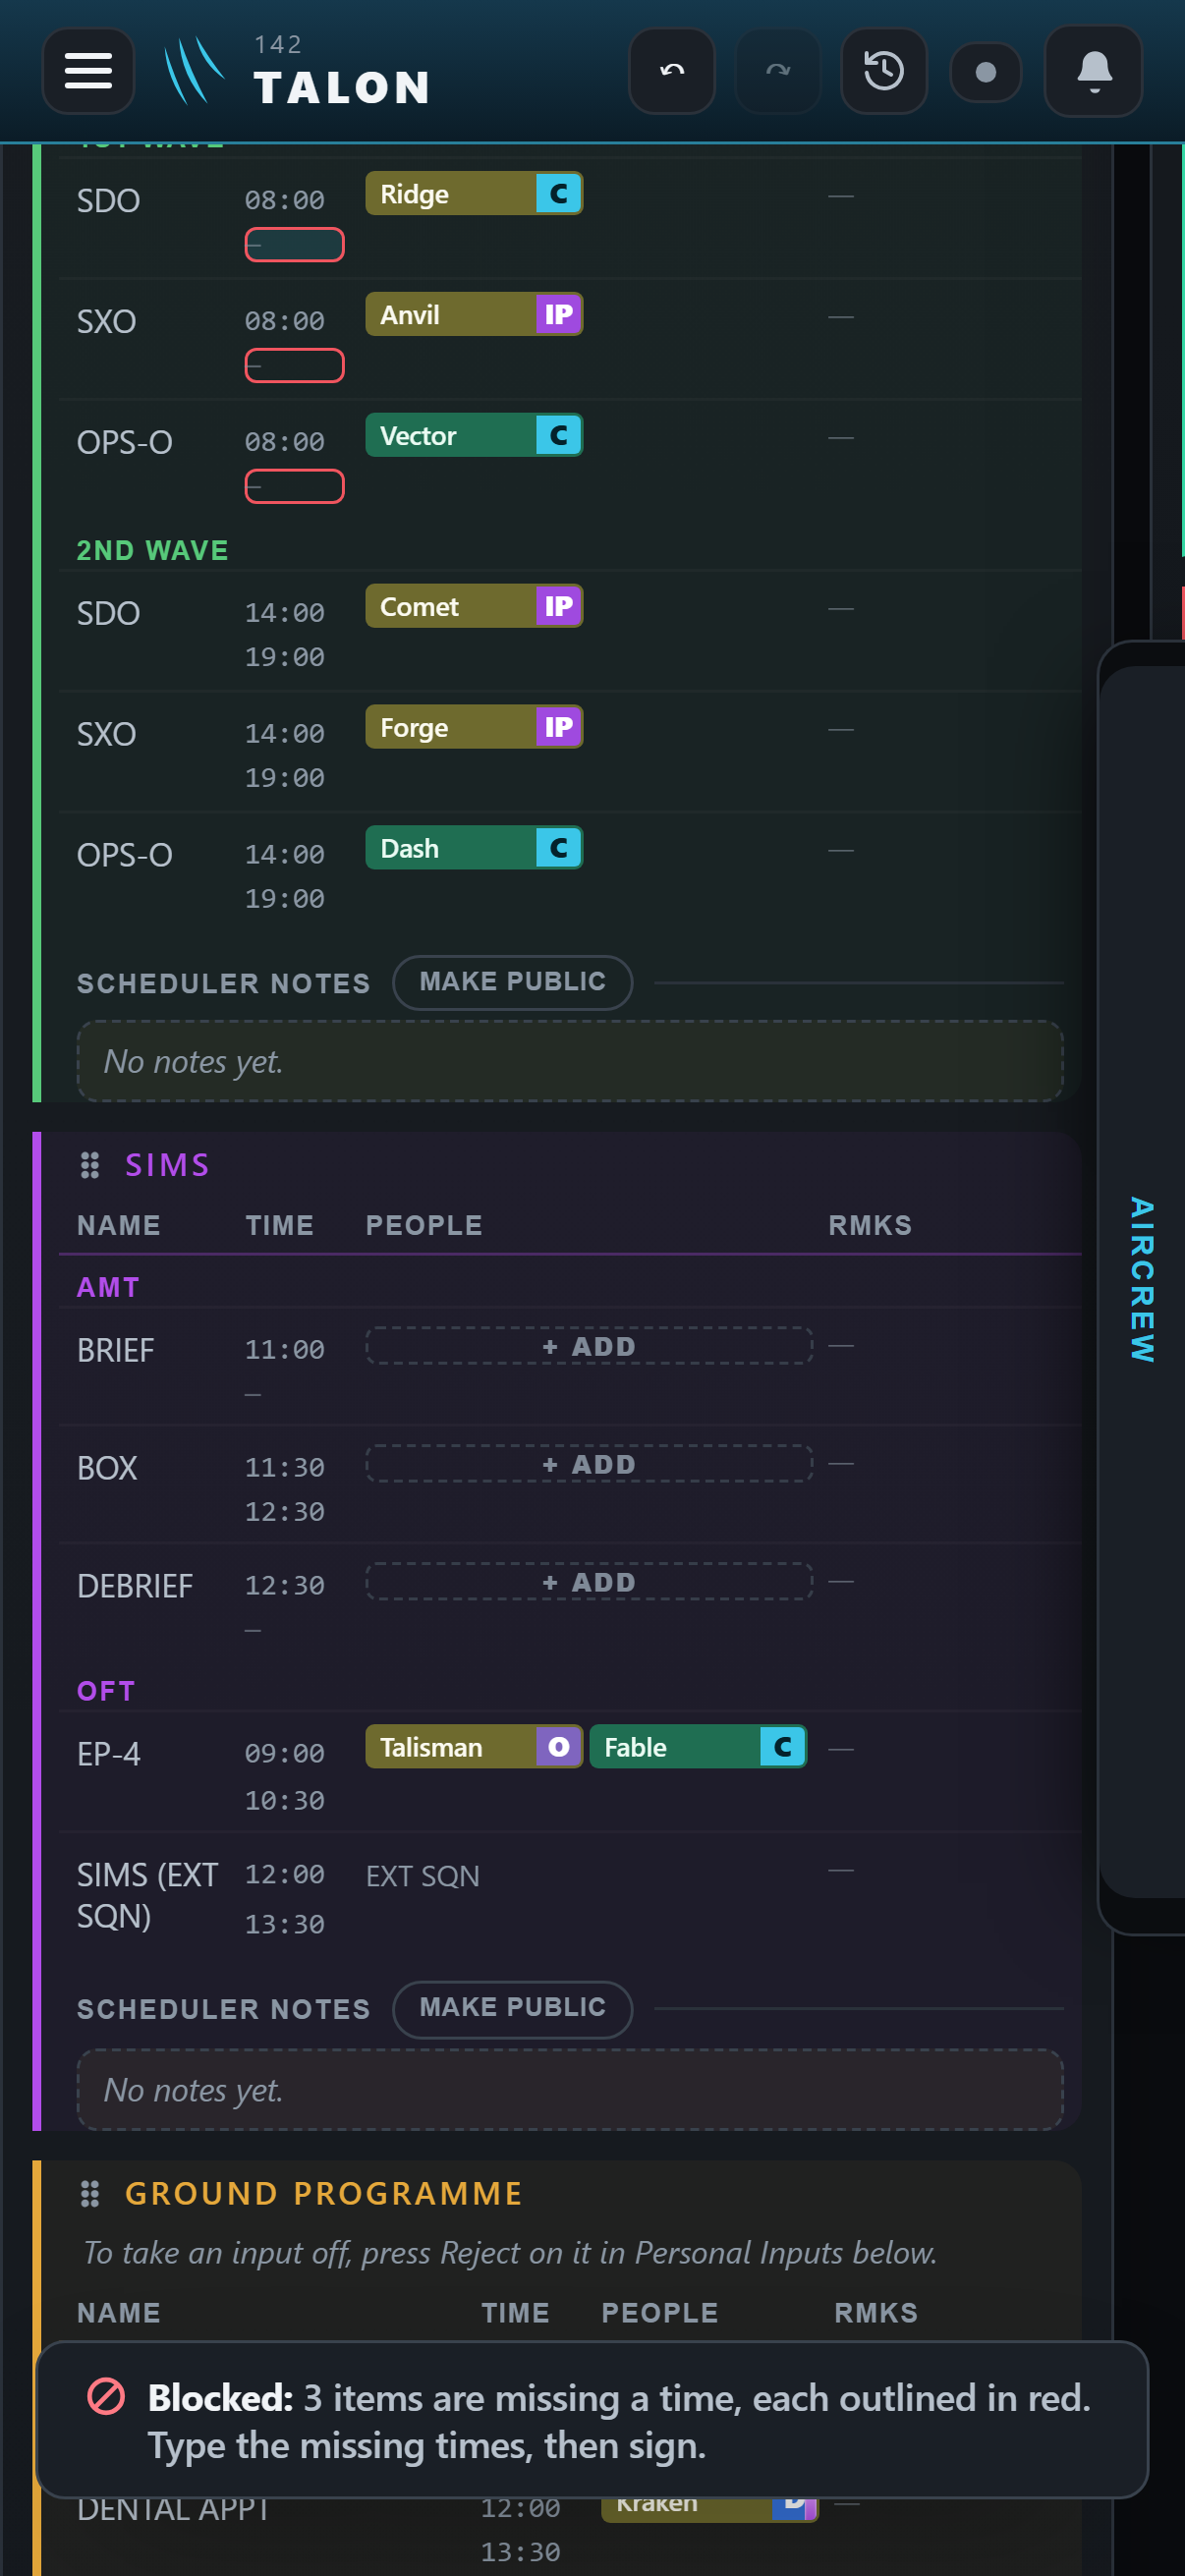 142
TALON
SDO 08:00 Ridge C —
—
SXO 08:00 Anvil IP —
—
OPS-O 08:00 Vector C —
—
2ND WAVE
SDO 14:00 Comet IP —
19:00
SXO 14:00 Forge IP —
19:00
OPS-O 14:00 Dash C —
19:00
SCHEDULER NOTES MAKE PUBLIC
No notes yet.
SIMS
NAME TIME PEOPLE RMKS
AMT
BRIEF 11:00 + ADD —
—
BOX 11:30 + ADD —
12:30
DEBRIEF 12:30 + ADD —
—
OFT
EP-4 09:00 Talisman O Fable C —
10:30
SIMS (EXT 12:00 EXT SQN —
SQN) 13:30
SCHEDULER NOTES MAKE PUBLIC
No notes yet.
AIRCREW
GROUND PROGRAMME
To take an input off, press Reject on it in Personal Inputs below.
NAME TIME PEOPLE RMKS
Blocked: 3 items are missing a time, each outlined in red.
Type the missing times, then sign.
DENTAL APPT 12:00 Kraken —
13:30